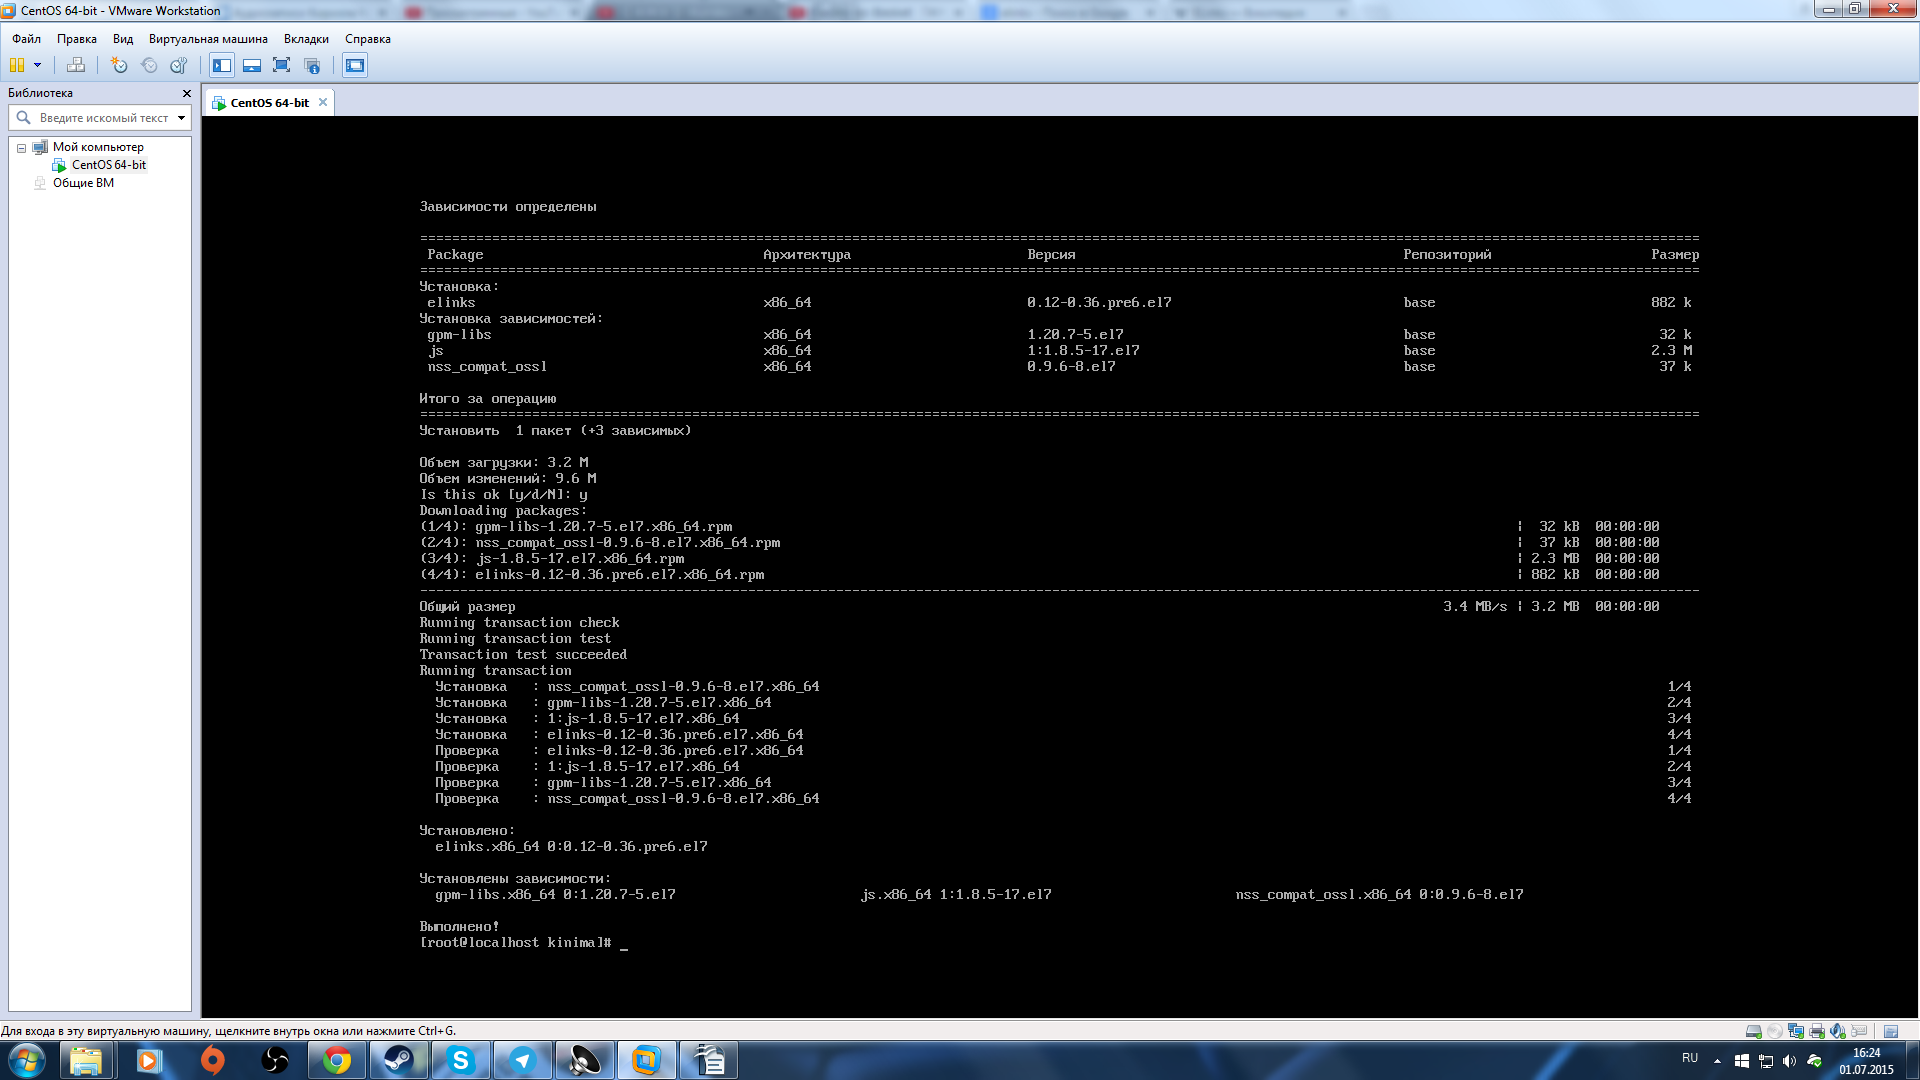 CentOS 64-bit - VMware Workstation
Файл Правка Вид Виртуальная машина Вкладки Справка
Библиотека
CentOS 64-bit
Введите искомый текст
Мой компьютер
CentOS 64-bit
Общие ВМ
Зависимости определены
================================================================================
Package Архитектура Версия Репозиторий Размер
================================================================================
Установка:
elinks x86_64 0.12-0.36.pre6.el7 base 882 k
Установка зависимостей:
gpm-libs x86_64 1.20.7-5.el7 base 32 k
js x86_64 1:1.8.5-17.el7 base 2.3 M
nss_compat_ossl x86_64 0.9.6-8.el7 base 37 k
Итого за операцию
================================================================================
Установить 1 пакет (+3 зависимых)
Объем загрузки: 3.2 M
Объем изменений: 9.6 M
Is this ok [y/d/N]: y
Downloading packages:
(1/4): gpm-libs-1.20.7-5.el7.x86_64.rpm | 32 kB 00:00:00
(2/4): nss_compat_ossl-0.9.6-8.el7.x86_64.rpm | 37 kB 00:00:00
(3/4): js-1.8.5-17.el7.x86_64.rpm | 2.3 MB 00:00:00
(4/4): elinks-0.12-0.36.pre6.el7.x86_64.rpm | 882 kB 00:00:00
--------------------------------------------------------------------------------
Общий размер 3.4 MB/s | 3.2 MB 00:00:00
Running transaction check
Running transaction test
Transaction test succeeded
Running transaction
Установка : nss_compat_ossl-0.9.6-8.el7.x86_64 1/4
Установка : gpm-libs-1.20.7-5.el7.x86_64 2/4
Установка : 1:js-1.8.5-17.el7.x86_64 3/4
Установка : elinks-0.12-0.36.pre6.el7.x86_64 4/4
Проверка : elinks-0.12-0.36.pre6.el7.x86_64 1/4
Проверка : 1:js-1.8.5-17.el7.x86_64 2/4
Проверка : gpm-libs-1.20.7-5.el7.x86_64 3/4
Проверка : nss_compat_ossl-0.9.6-8.el7.x86_64 4/4
Установлено:
elinks.x86_64 0:0.12-0.36.pre6.el7
Установлены зависимости:
gpm-libs.x86_64 0:1.20.7-5.el7 js.x86_64 1:1.8.5-17.el7 nss_compat_ossl.x86_64 0:0.9.6-8.el7
Выполнено!
[root@localhost kinima]# _
Для входа в эту виртуальную машину, щелкните внутрь окна или нажмите Ctrl+G.
RU
16:24
01.07.2015